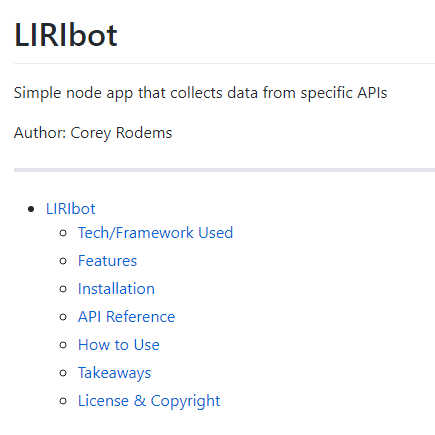 LIRIbot
Simple node app that collects data from specific APIs
Author: Corey Rodems
LIRIbot
Tech/Framework Used
Features
Installation
API Reference
How to Use
Takeaways
License & Copyright